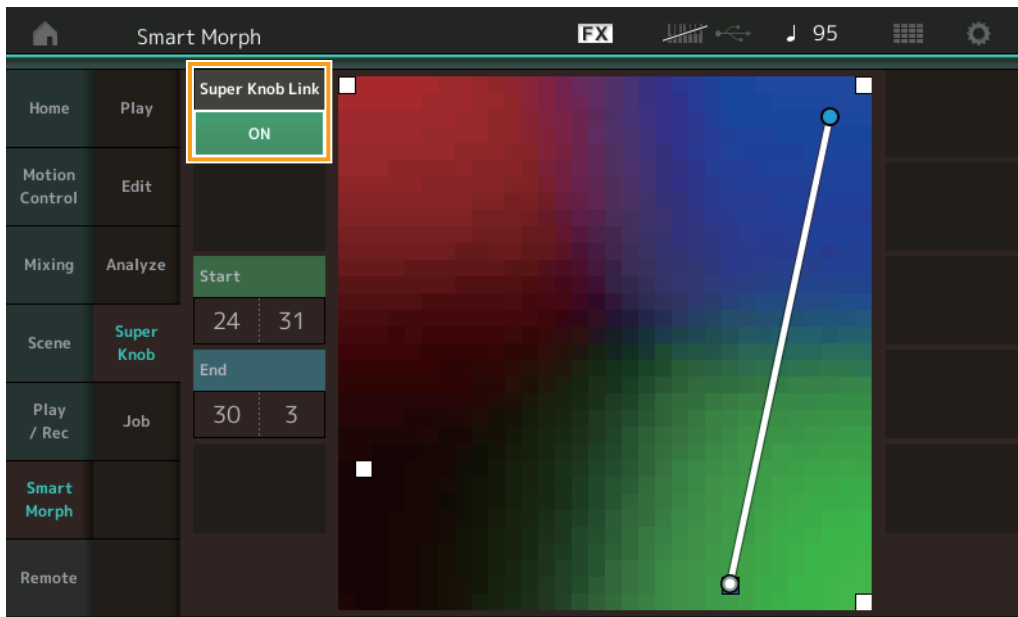 Smart Morph
FX
♩ 95
Home
Motion
Control
Mixing
Scene
Play
/ Rec
Smart
Morph
Remote
Play
Edit
Analyze
Super
Knob
Job
Super Knob Link
ON
Start
24 31
End
30 3